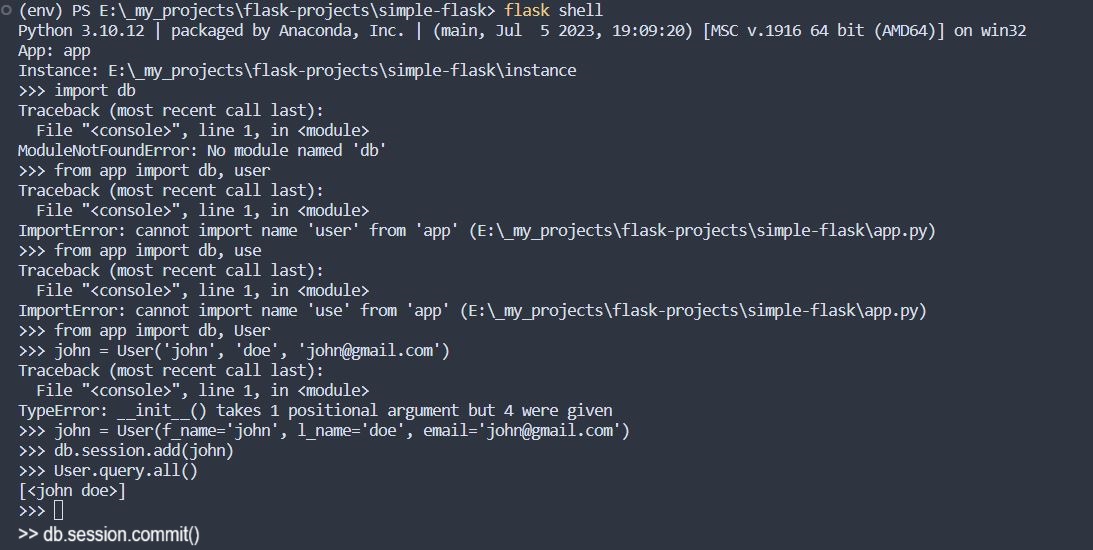 (env) PS E:\_my_projects\flask-projects\simple-flask> flask shell
Python 3.10.12 | packaged by Anaconda, Inc. | (main, Jul  5 2023, 19:09:20) [MSC v.1916 64 bit (AMD64)] on win32
App: app
Instance: E:\_my_projects\flask-projects\simple-flask\instance
>>> import db
Traceback (most recent call last):
  File "<console>", line 1, in <module>
ModuleNotFoundError: No module named 'db'
>>> from app import db, user
Traceback (most recent call last):
  File "<console>", line 1, in <module>
ImportError: cannot import name 'user' from 'app' (E:\_my_projects\flask-projects\simple-flask\app.py)
>>> from app import db, use
Traceback (most recent call last):
  File "<console>", line 1, in <module>
ImportError: cannot import name 'use' from 'app' (E:\_my_projects\flask-projects\simple-flask\app.py)
>>> from app import db, User
>>> john = User('john', 'doe', 'john@gmail.com')
Traceback (most recent call last):
  File "<console>", line 1, in <module>
TypeError: __init__() takes 1 positional argument but 4 were given
>>> john = User(f_name='john', l_name='doe', email='john@gmail.com')
>>> db.session.add(john)
>>> User.query.all()
[<john doe>]
>>>
>> db.session.commit()